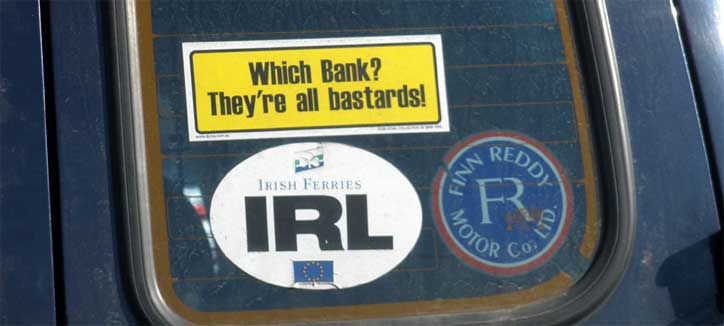 Which Bank?
They're all bastards!
IRISH FERRIES
IRL
FINN REDDY
FR
MOTOR Co. LTD.